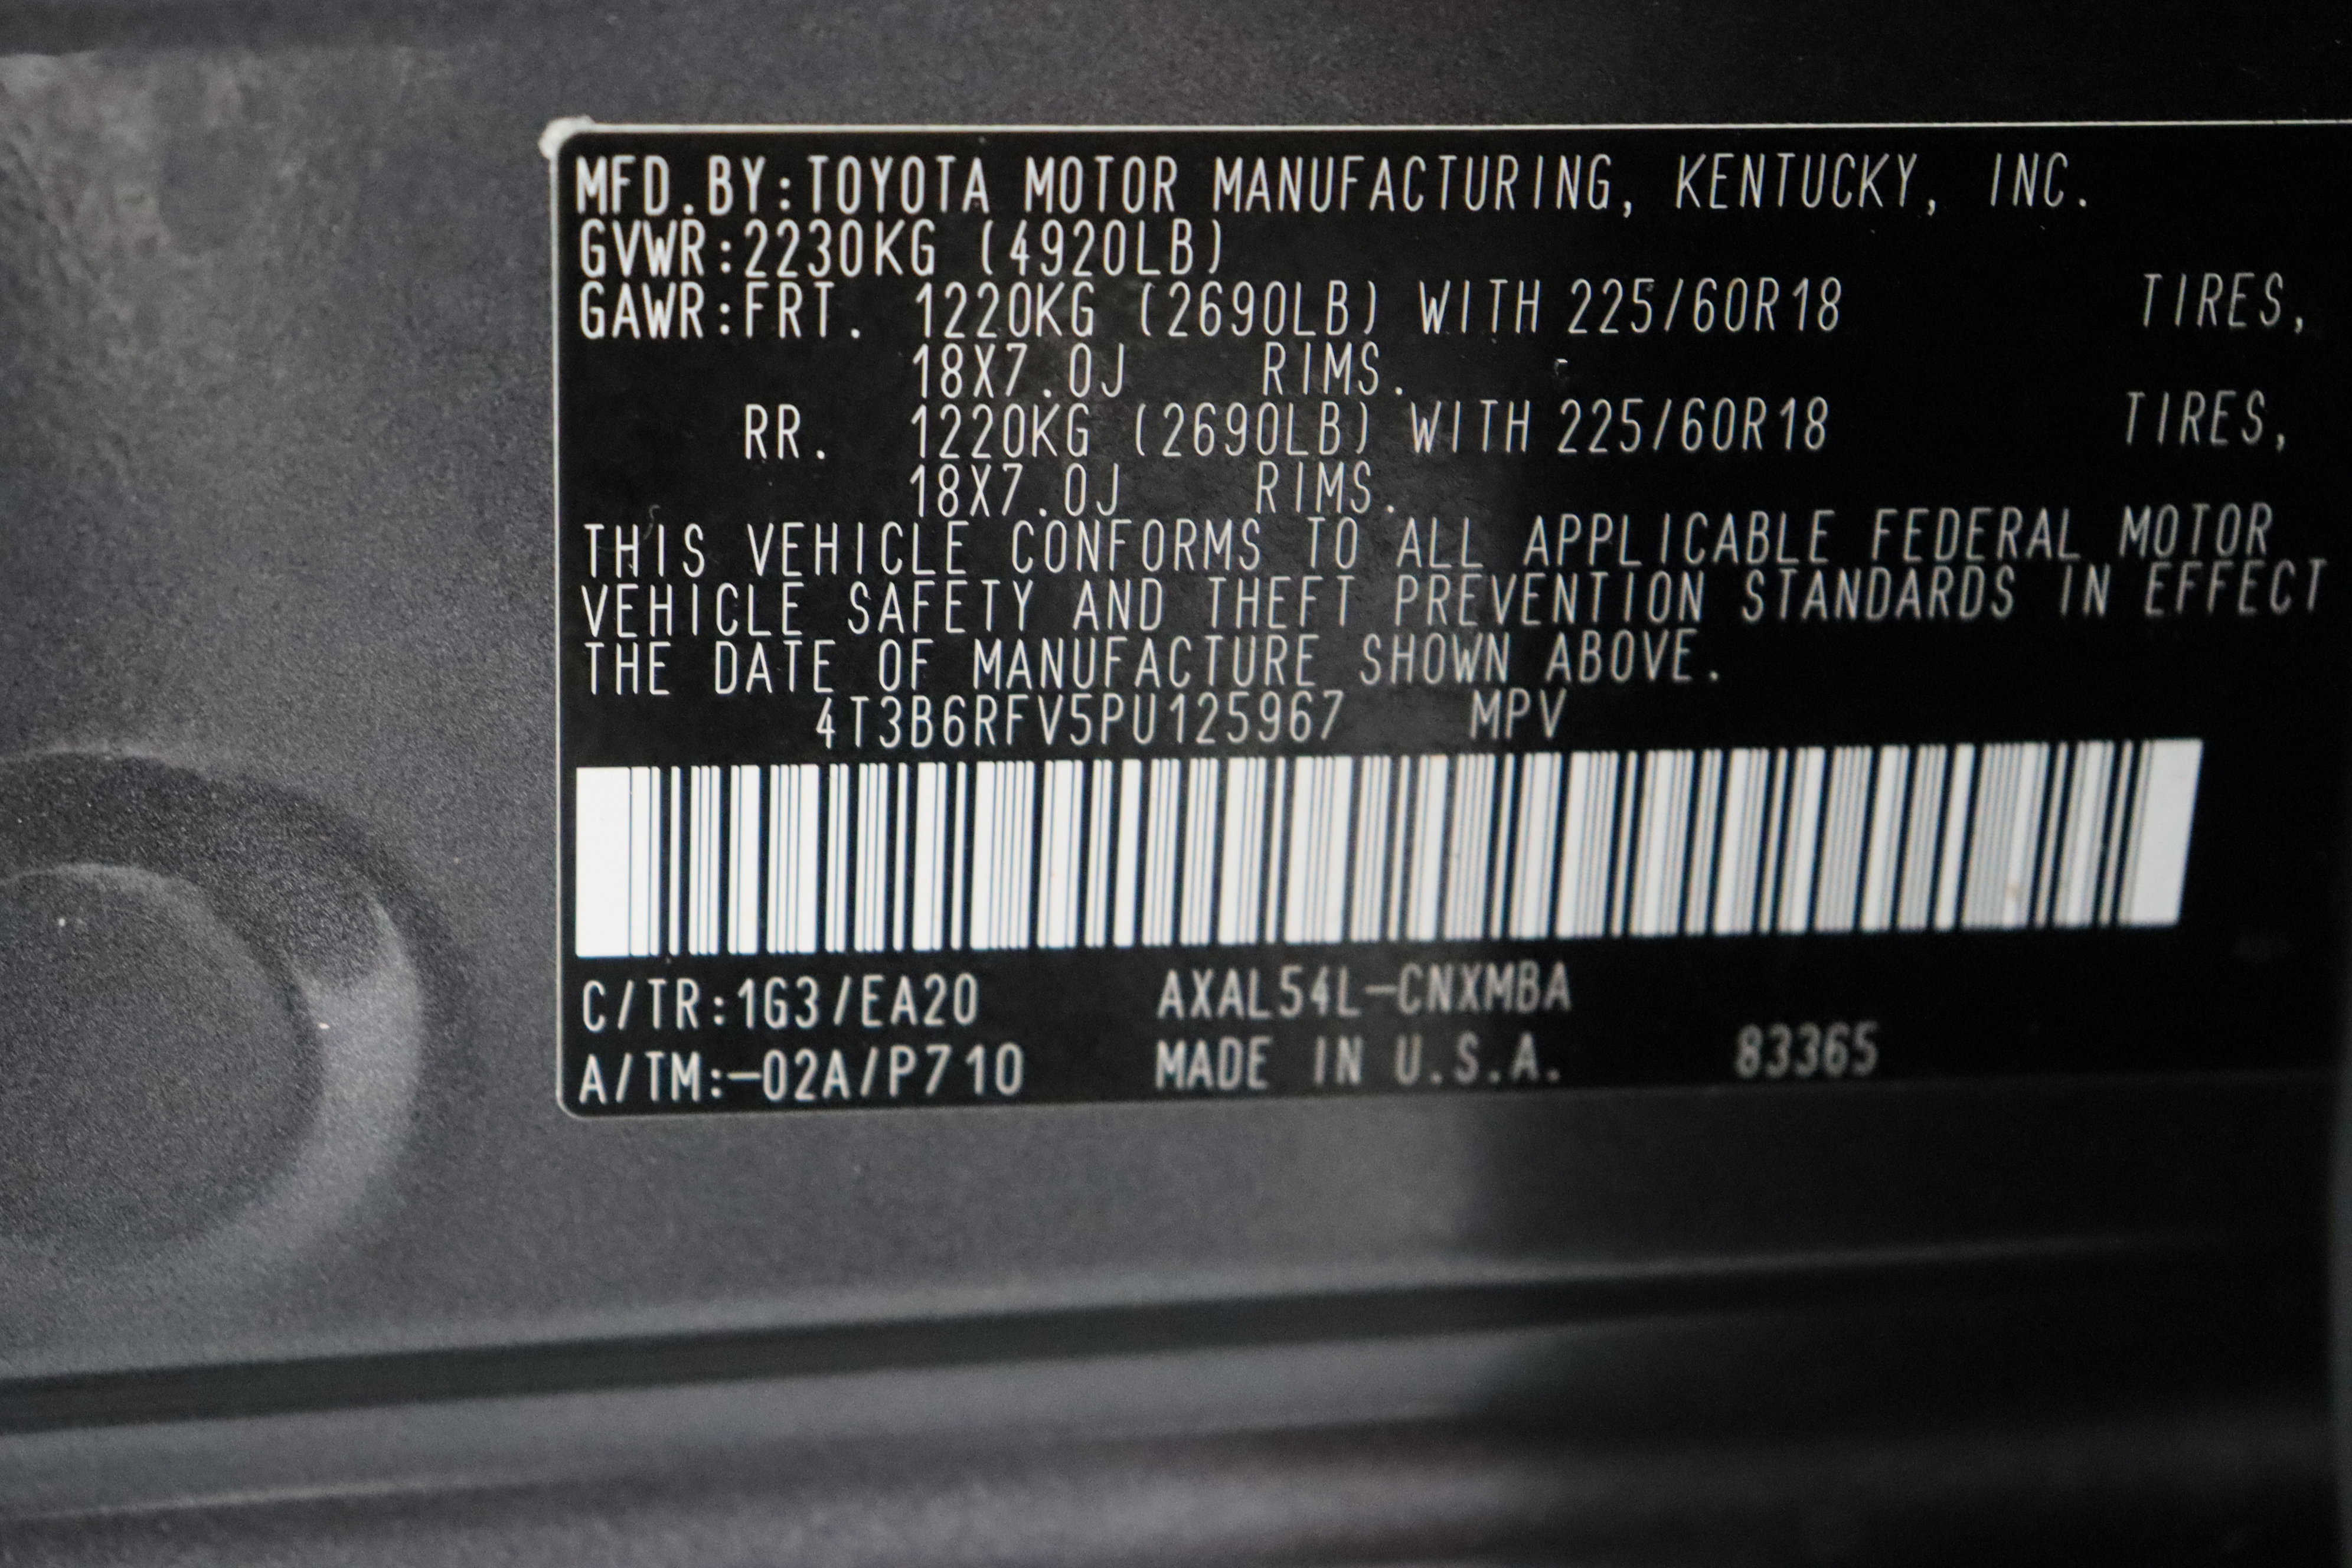 MFD.BY:TOYOTA MOTOR MANUFACTURING, KENTUCKY, INC.
GVWR:2230KG (4920LB)
GAWR:FRT. 1220KG (2690LB) WITH 225/60R18 TIRES,
18X7.0J RIMS.
RR. 1220KG (2690LB) WITH 225/60R18 TIRES,
18X7.0J RIMS.
THIS VEHICLE CONFORMS TO ALL APPLICABLE FEDERAL MOTOR
VEHICLE SAFETY AND THEFT PREVENTION STANDARDS IN EFFECT
THE DATE OF MANUFACTURE SHOWN ABOVE.
4T3B6RFV5PU125967 MPV
C/TR:1G3/EA20 AXAL54L-CNXMBA
A/TM:-02A/P710 MADE IN U.S.A. 83365